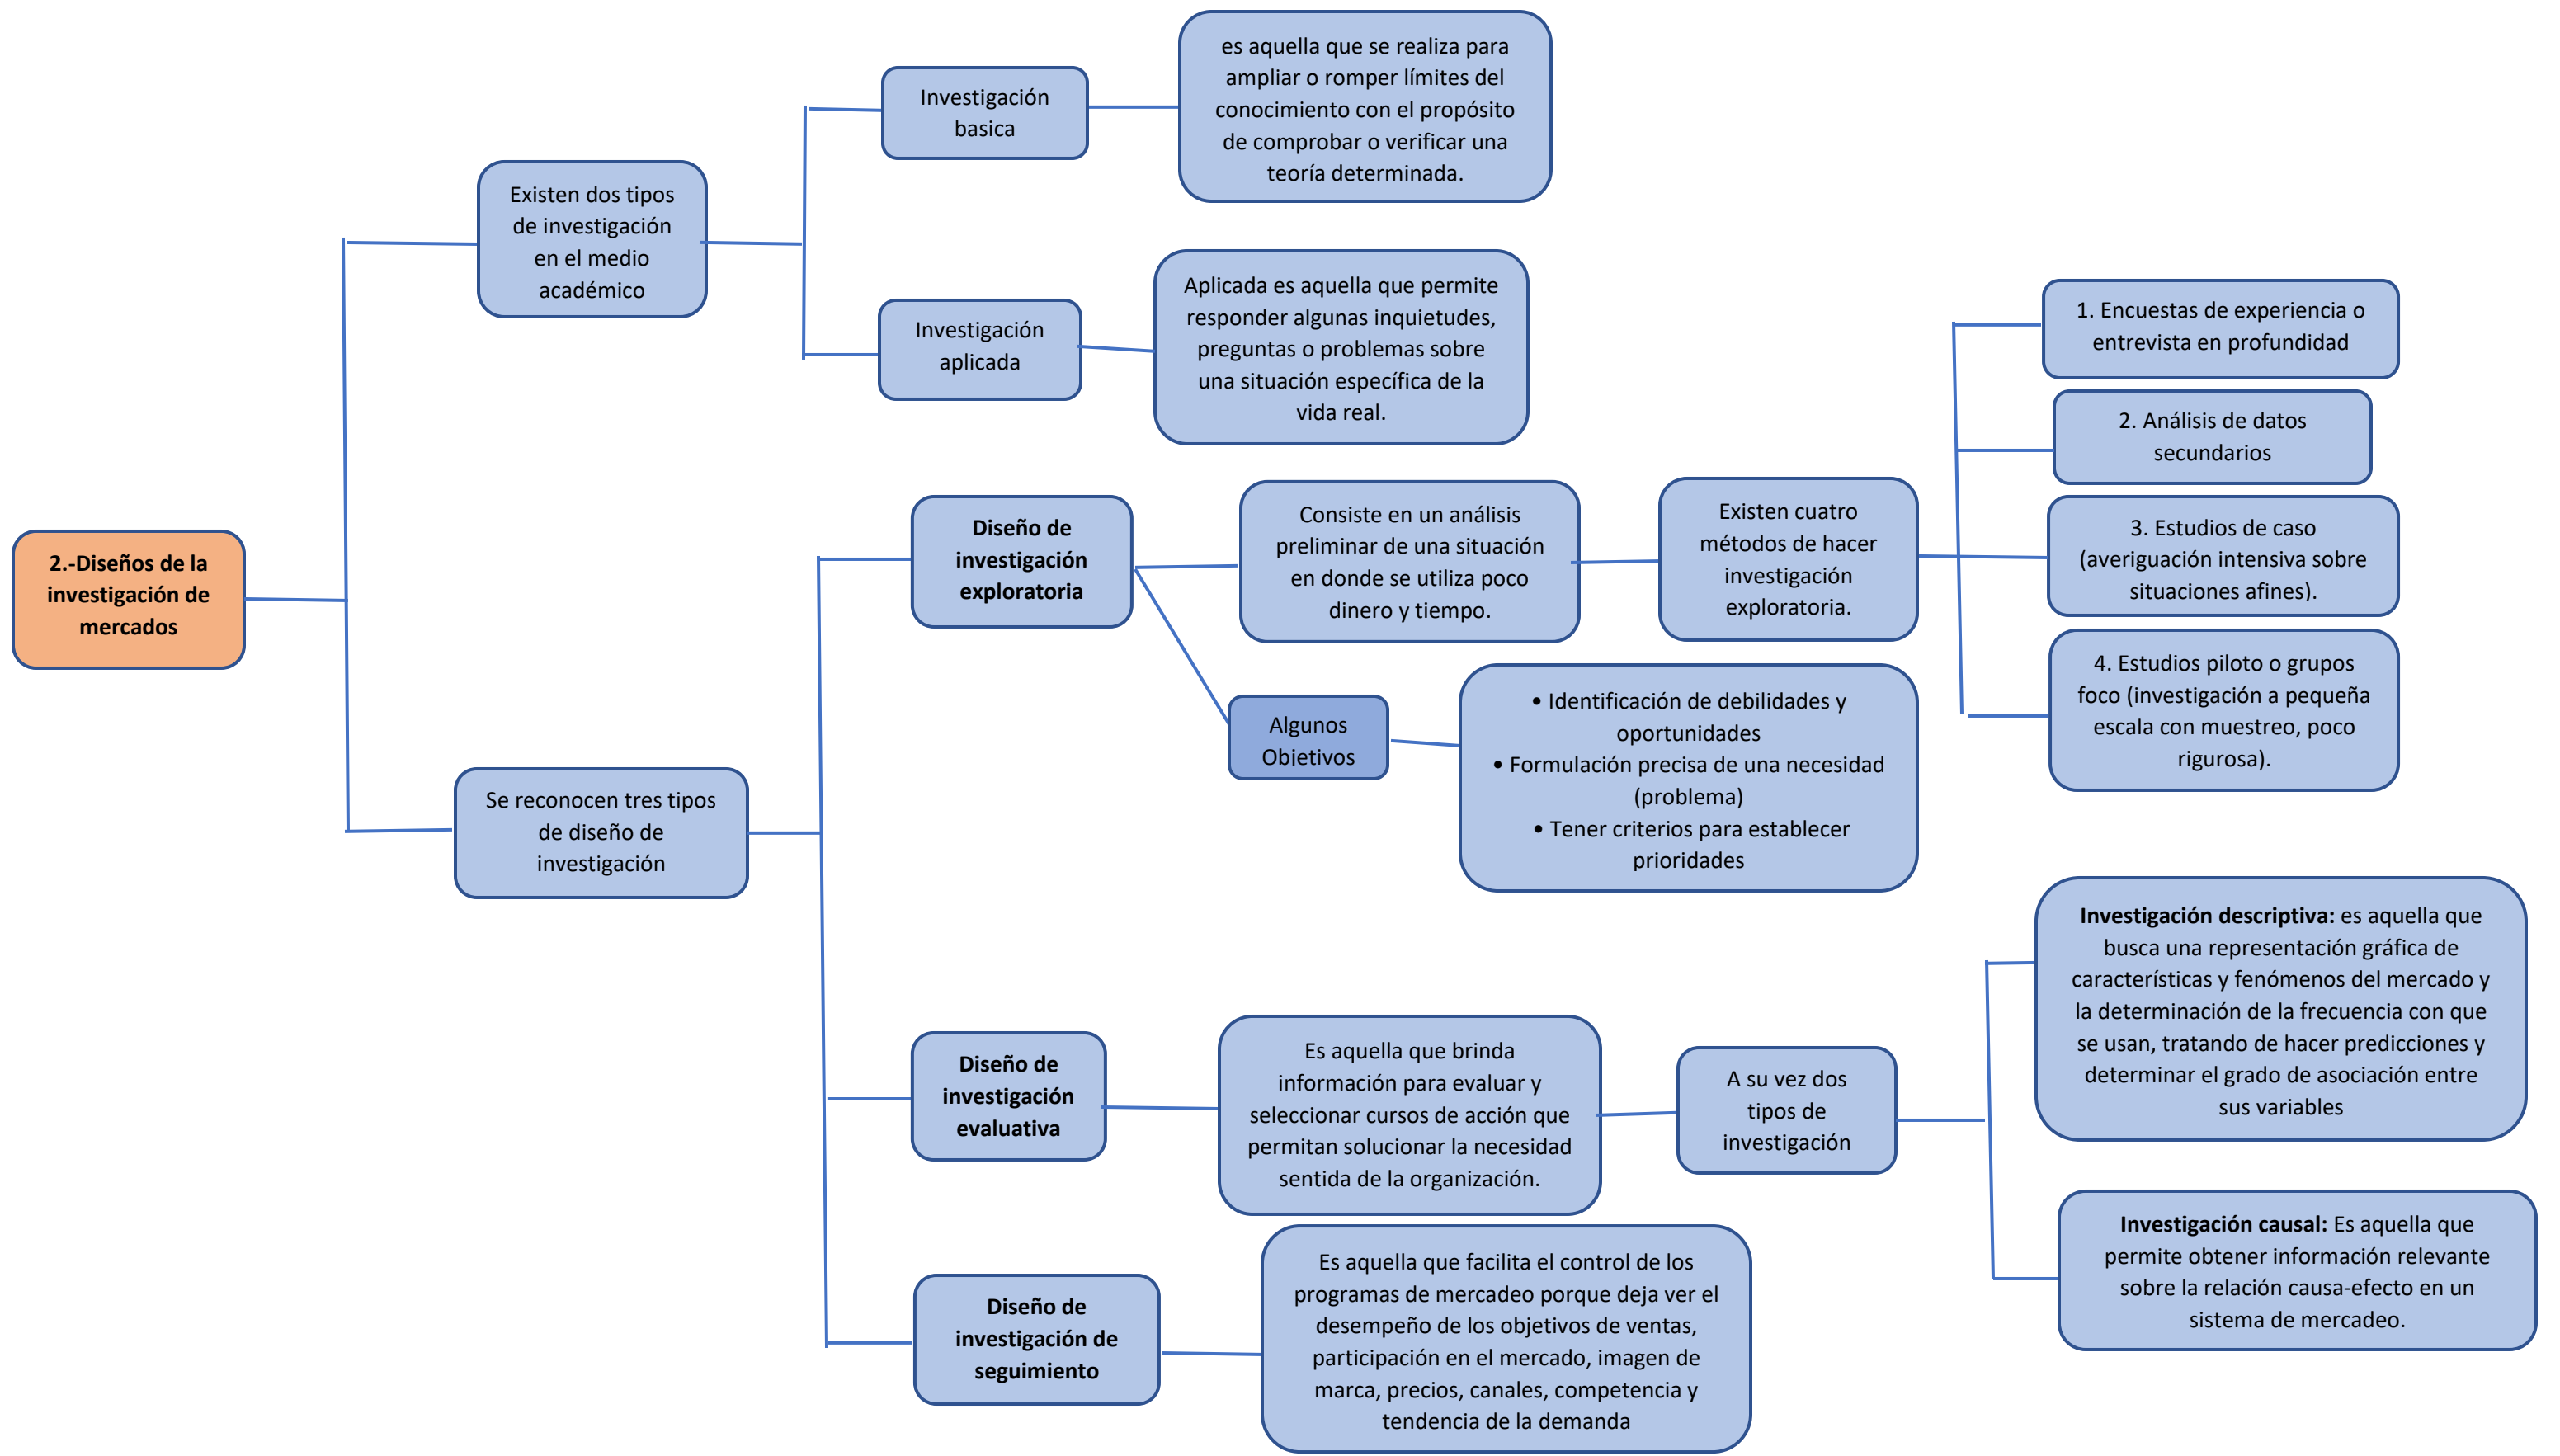 2.-Diseños de la
investigación de
mercados
Existen dos tipos
de investigación
en el medio
académico
Investigación
basica
es aquella que se realiza para
ampliar o romper límites del
conocimiento con el propósito
de comprobar o verificar una
teoría determinada.
Investigación
aplicada
Aplicada es aquella que permite
responder algunas inquietudes,
preguntas o problemas sobre
una situación específica de la
vida real.
Se reconocen tres tipos
de diseño de
investigación
Diseño de
investigación
exploratoria
Consiste en un análisis
preliminar de una situación
en donde se utiliza poco
dinero y tiempo.
Existen cuatro
métodos de hacer
investigación
exploratoria.
1. Encuestas de experiencia o
entrevista en profundidad
2. Análisis de datos
secundarios
3. Estudios de caso
(averiguación intensiva sobre
situaciones afines).
4. Estudios piloto o grupos
foco (investigación a pequeña
escala con muestreo, poco
rigurosa).
Algunos
Objetivos
• Identificación de debilidades y
oportunidades
• Formulación precisa de una necesidad
(problema)
• Tener criterios para establecer
prioridades
Diseño de
investigación
evaluativa
Es aquella que brinda
información para evaluar y
seleccionar cursos de acción que
permitan solucionar la necesidad
sentida de la organización.
A su vez dos
tipos de
investigación
Investigación descriptiva: es aquella que
busca una representación gráfica de
características y fenómenos del mercado y
la determinación de la frecuencia con que
se usan, tratando de hacer predicciones y
determinar el grado de asociación entre
sus variables
Investigación causal: Es aquella que
permite obtener información relevante
sobre la relación causa-efecto en un
sistema de mercadeo.
Diseño de
investigación de
seguimiento
Es aquella que facilita el control de los
programas de mercadeo porque deja ver el
desempeño de los objetivos de ventas,
participación en el mercado, imagen de
marca, precios, canales, competencia y
tendencia de la demanda